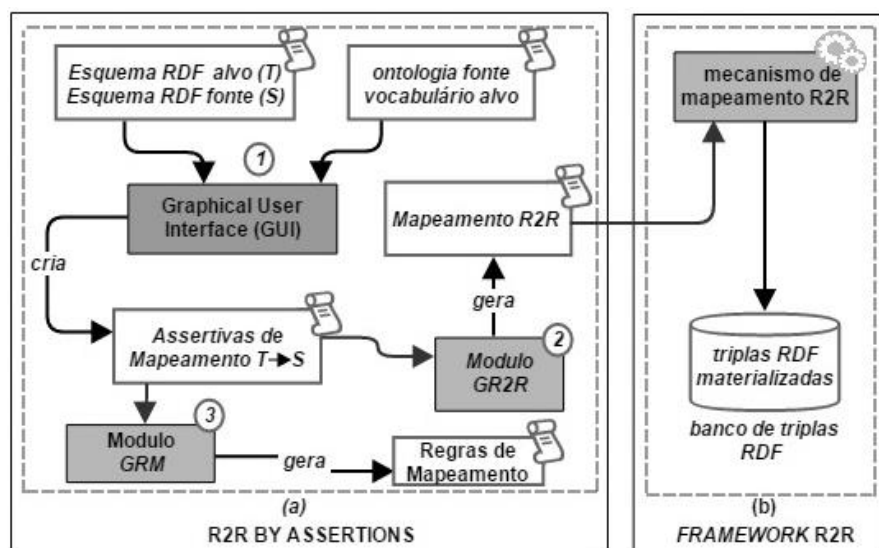 Esquema RDF alvo (T)
Esquema RDF fonte (S)
ontologia fonte
vocabulário alvo
1
Graphical User
Interface (GUI)
cria
Mapeamento R2R
gera
Assertivas de
Mapeamento T→S
2
Modulo
GR2R
3
Modulo
GRM
gera
Regras de
Mapeamento
(a)
R2R BY ASSERTIONS
mecanismo de
mapeamento R2R
triplas RDF
materializadas
banco de triplas
RDF
(b)
FRAMEWORK R2R